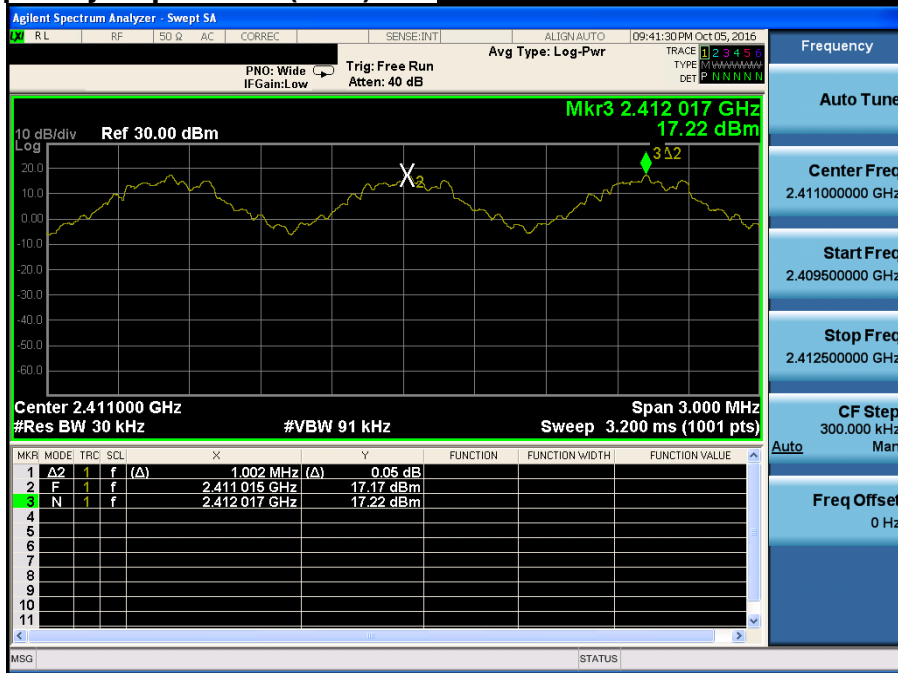 Agilent Spectrum Analyzer - Swept SA
LXI RL RF 50 Ω AC CORREC SENSE:INT ALIGN AUTO 09:41:30 PM Oct 05, 2016
Avg Type: Log-Pwr TRACE 1 2 3 4 5 6
PNO: Wide Trig: Free Run TYPE M W W W W W
IFGain:Low Atten: 40 dB DET P N N N N N
Mkr3 2.412 017 GHz
10 dB/div Ref 30.00 dBm 17.22 dBm
Log
3 Δ2
20.0
2
10.0
0.00
-10.0
-20.0
-30.0
-40.0
-50.0
-60.0
Center 2.411000 GHz Span 3.000 MHz
#Res BW 30 kHz #VBW 91 kHz Sweep 3.200 ms (1001 pts)
MKR MODE TRC SCL X Y FUNCTION FUNCTION WIDTH FUNCTION VALUE
1 Δ2 1 f (Δ) 1.002 MHz (Δ) 0.05 dB
2 F 1 f 2.411 015 GHz 17.17 dBm
3 N 1 f 2.412 017 GHz 17.22 dBm
4
5
6
7
8
9
10
11
MSG STATUS
Frequency
Auto Tune
Center Freq
2.411000000 GHz
Start Freq
2.409500000 GHz
Stop Freq
2.412500000 GHz
CF Step
300.000 kHz
Auto Man
Freq Offset
0 Hz